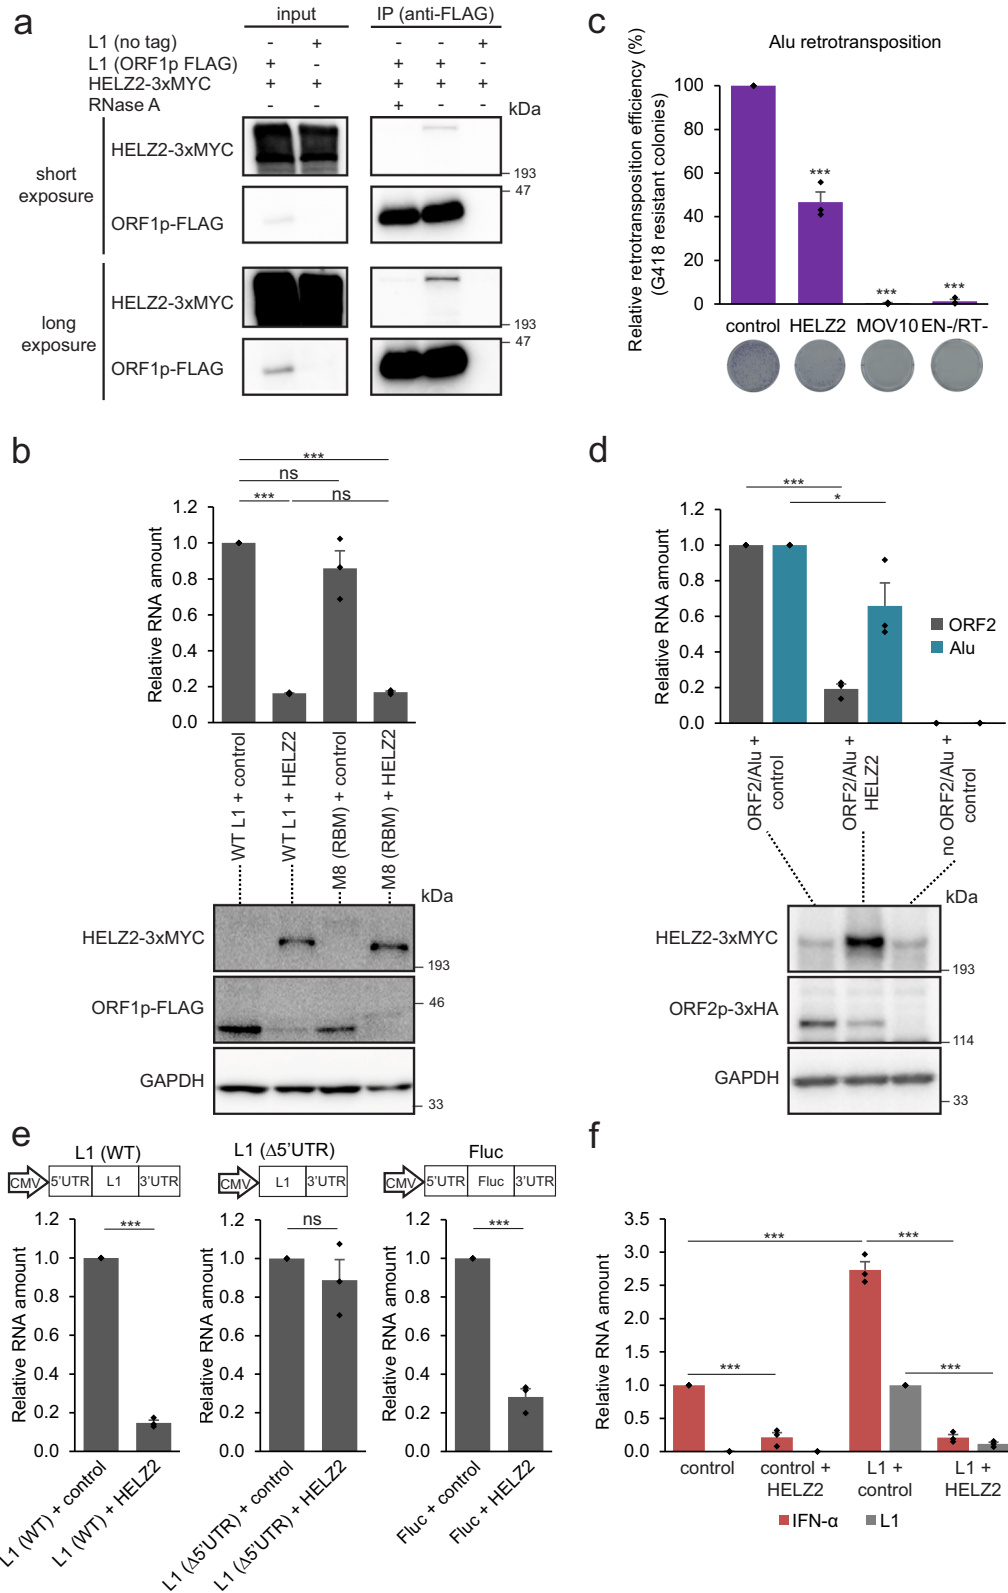 a
input
IP (anti-FLAG)
L1 (no tag) - + - - +
L1 (ORF1p FLAG) + - + + -
HELZ2-3xMYC + + + + +
RNase A - - + - -
kDa
short exposure
HELZ2-3xMYC
193
47
ORF1p-FLAG
long exposure
HELZ2-3xMYC
193
47
ORF1p-FLAG
c
Alu retrotransposition
Relative retrotransposition efficiency (%)
(G418 resistant colonies)
100
80
60
40
20
0
***
***
***
control HELZ2 MOV10 EN-/RT-
b
***
ns
*** ns
Relative RNA amount
1.2
1.0
0.8
0.6
0.4
0.2
0.0
WT L1 + control
WT L1 + HELZ2
M8 (RBM) + control
M8 (RBM) + HELZ2
kDa
HELZ2-3xMYC
193
46
ORF1p-FLAG
GAPDH
33
d
***
*
Relative RNA amount
1.2
1.0
0.8
0.6
0.4
0.2
0.0
ORF2
Alu
ORF2/Alu + control
ORF2/Alu + HELZ2
no ORF2/Alu + control
kDa
HELZ2-3xMYC
193
ORF2p-3xHA
114
GAPDH
33
e
L1 (WT)
CMV 5'UTR L1 3'UTR
***
Relative RNA amount
1.2
1.0
0.8
0.6
0.4
0.2
0.0
L1 (WT) + control
L1 (WT) + HELZ2
L1 (Δ5'UTR)
CMV L1 3'UTR
ns
Relative RNA amount
1.2
1.0
0.8
0.6
0.4
0.2
0.0
L1 (Δ5'UTR) + control
L1 (Δ5'UTR) + HELZ2
Fluc
CMV 5'UTR Fluc 3'UTR
***
Relative RNA amount
1.2
1.0
0.8
0.6
0.4
0.2
0.0
Fluc + control
Fluc + HELZ2
f
Relative RNA amount
3.5
3.0
2.5
2.0
1.5
1.0
0.5
0.0
*** ***
*** ***
control
control + HELZ2
L1 + control
L1 + HELZ2
IFN-α L1